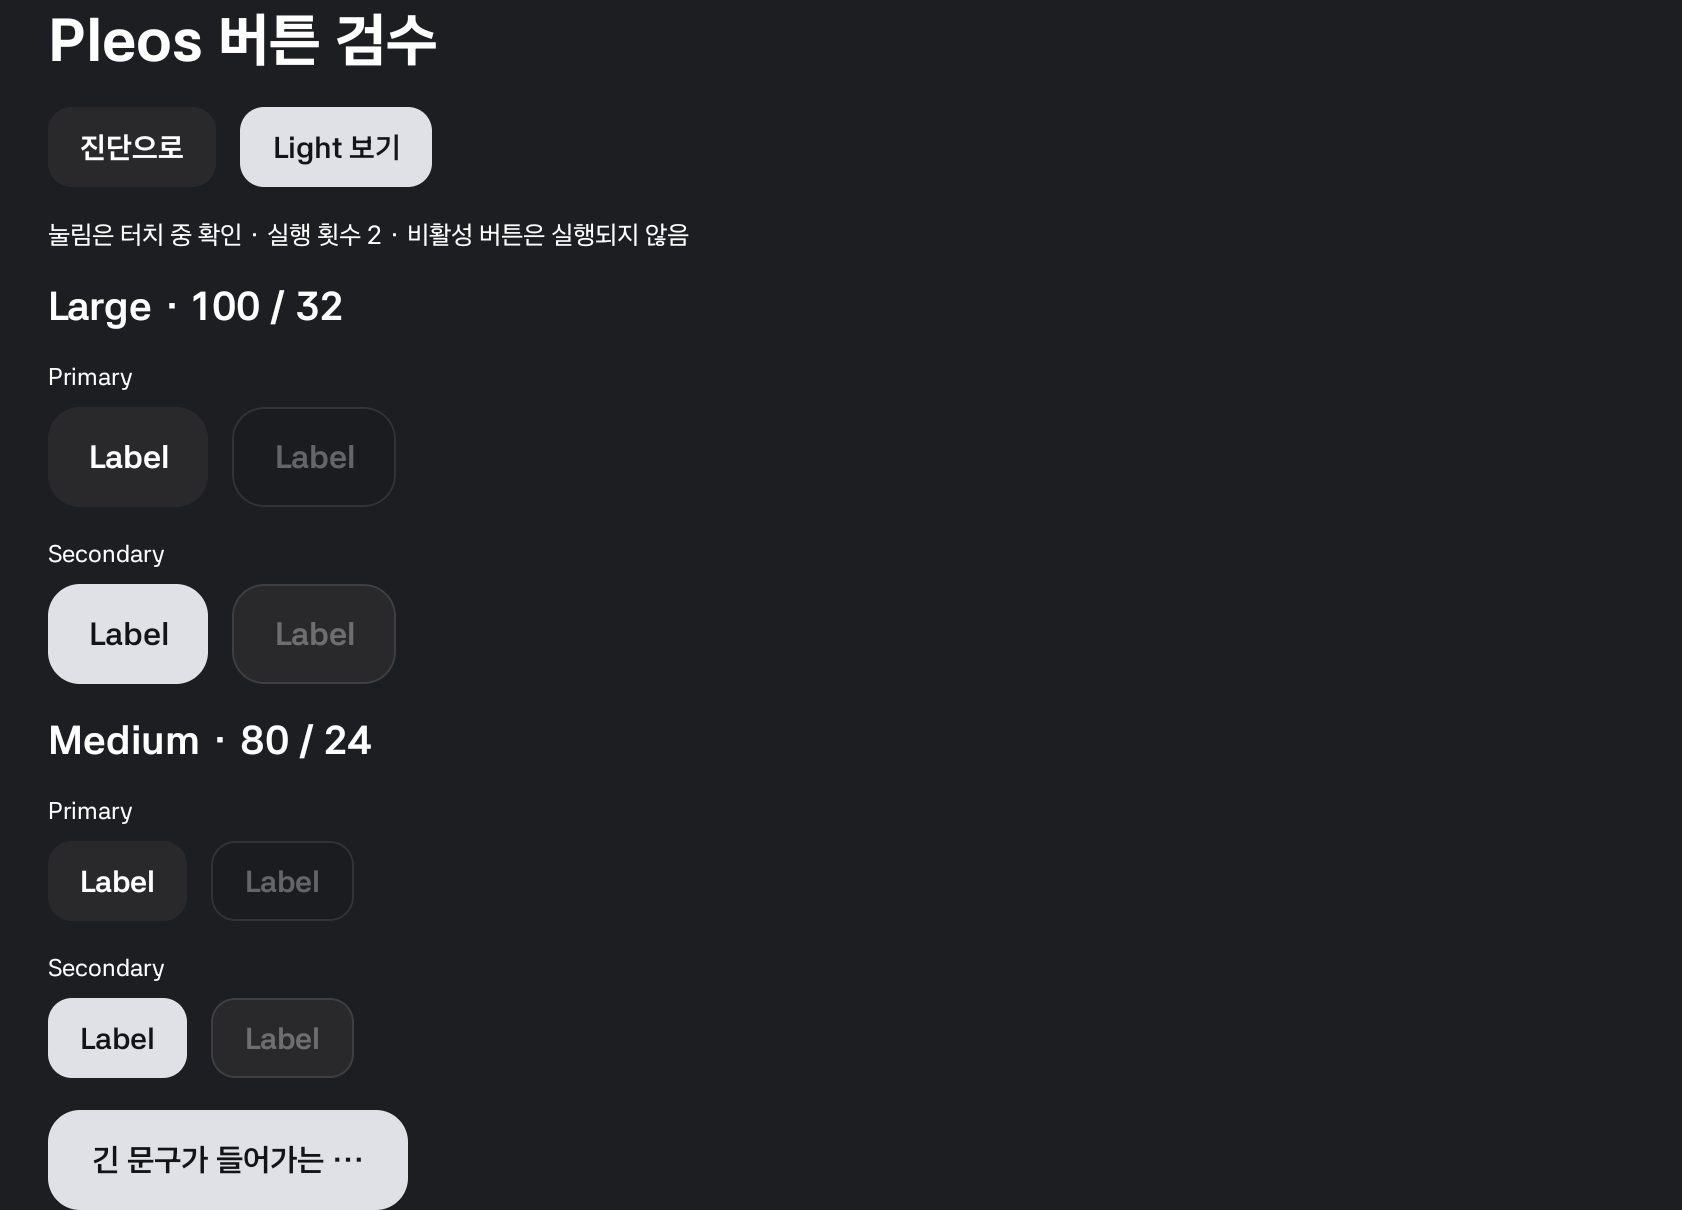 Pleos 버튼 검수
진단으로 Light 보기
눌림은 터치 중 확인 · 실행 횟수 2 · 비활성 버튼은 실행되지 않음
Large · 100 / 32
Primary
Label Label
Secondary
Label Label
Medium · 80 / 24
Primary
Label Label
Secondary
Label Label
긴 문구가 들어가는 ⋯